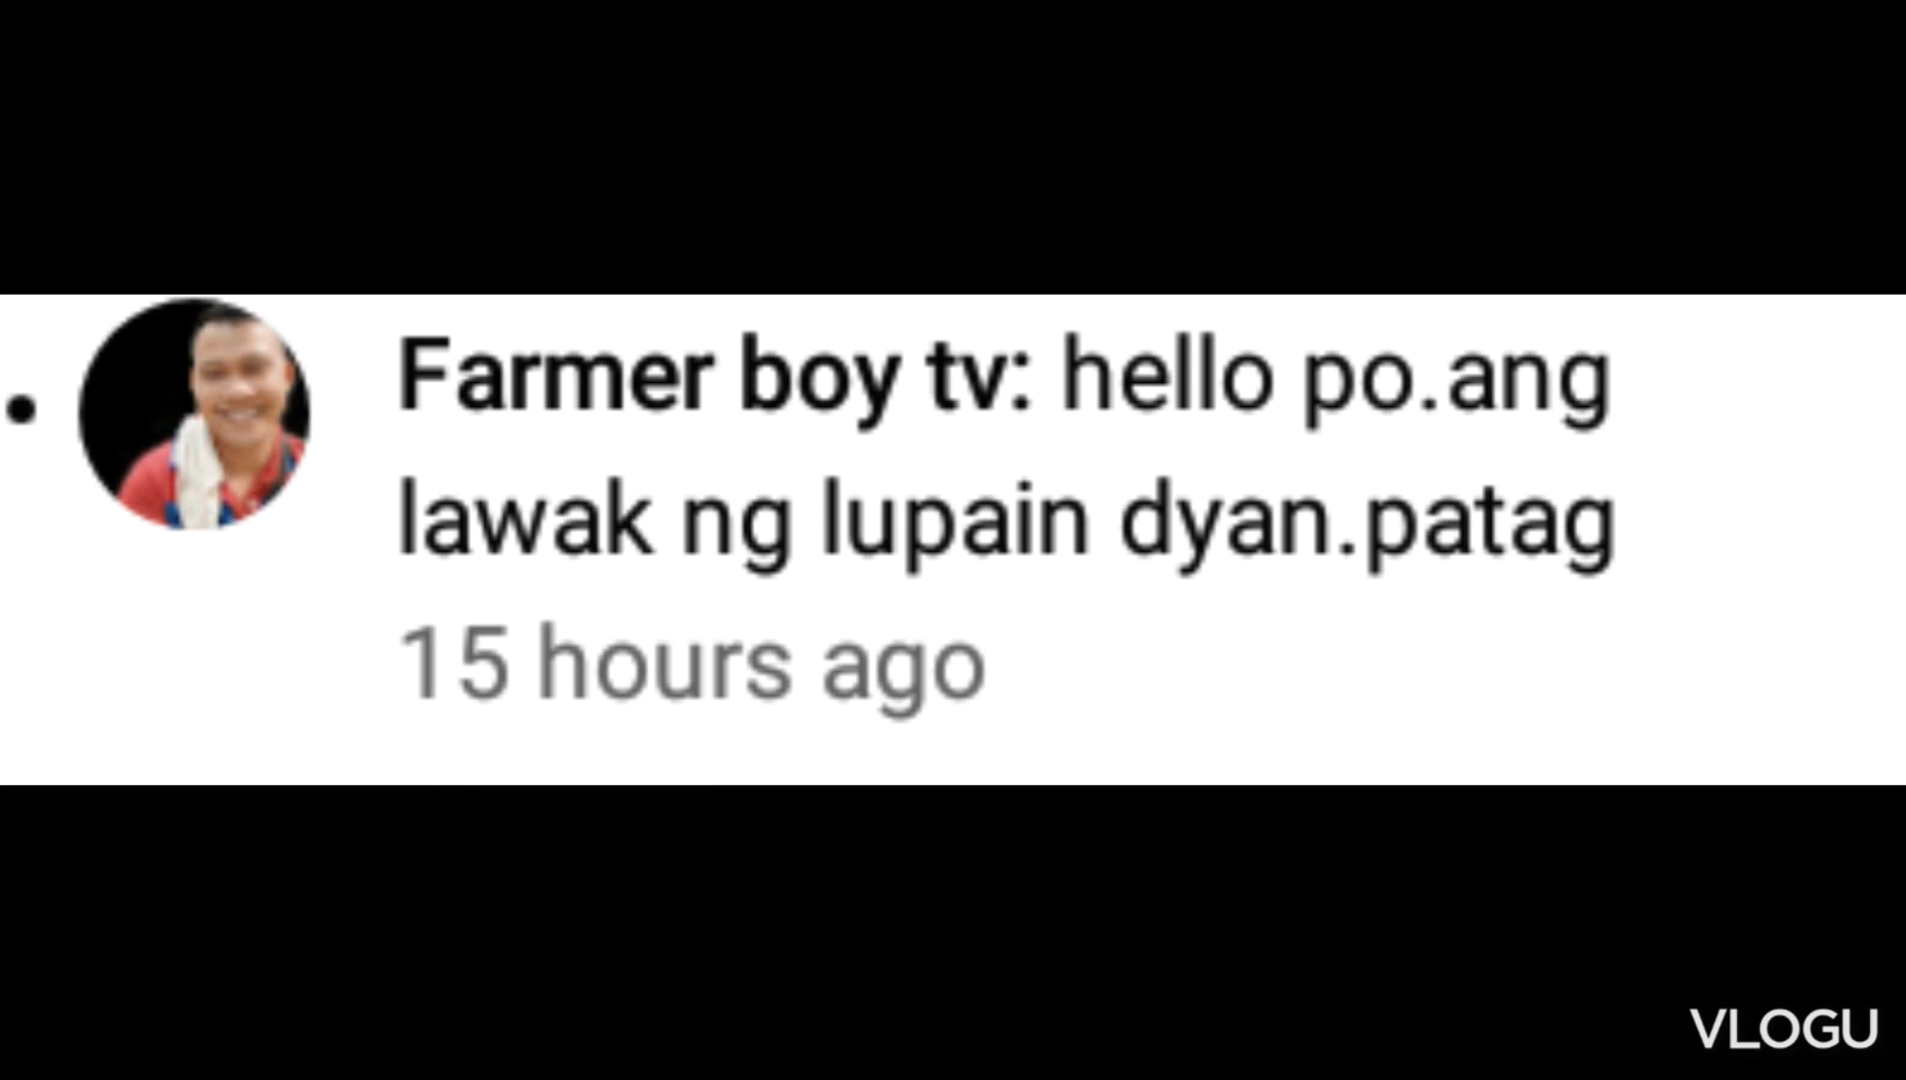 Farmer boy tv: hello po.ang
lawak ng lupain dyan.patag
15 hours ago
VLOGU